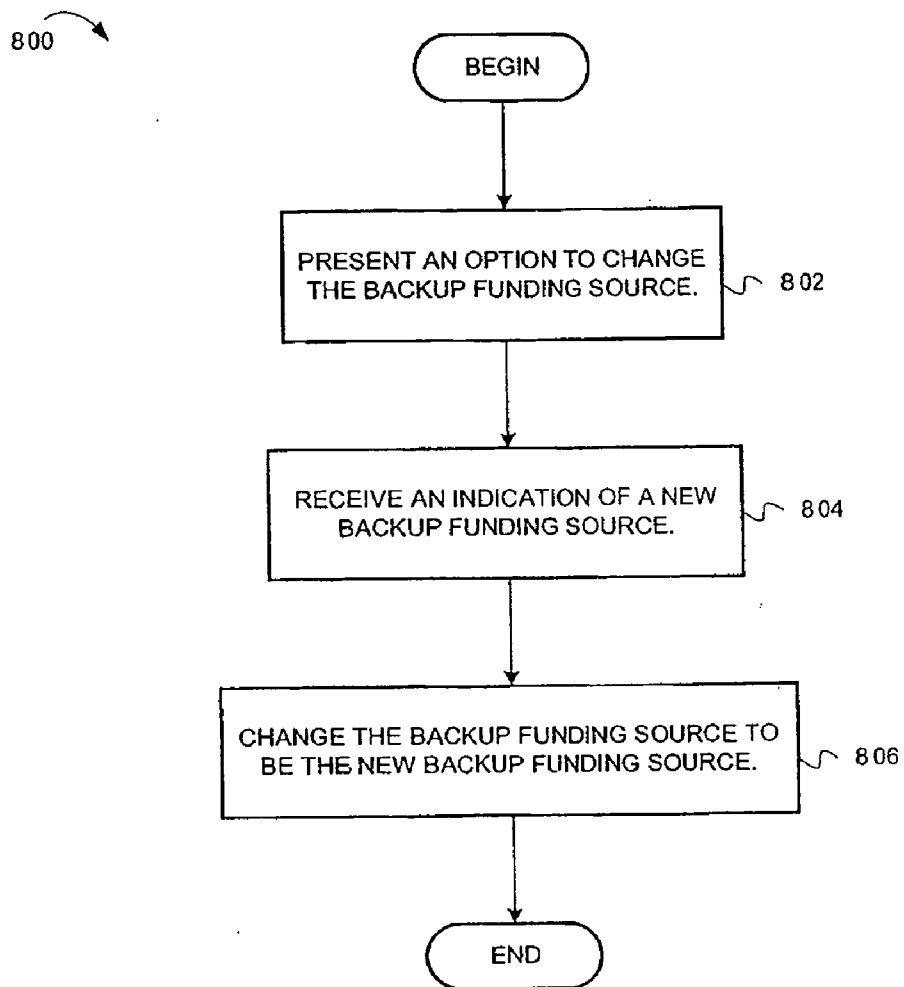 800
BEGIN
PRESENT AN OPTION TO CHANGE
THE BACKUP FUNDING SOURCE.
802
RECEIVE AN INDICATION OF A NEW
BACKUP FUNDING SOURCE.
804
CHANGE THE BACKUP FUNDING SOURCE TO
BE THE NEW BACKUP FUNDING SOURCE.
806
END